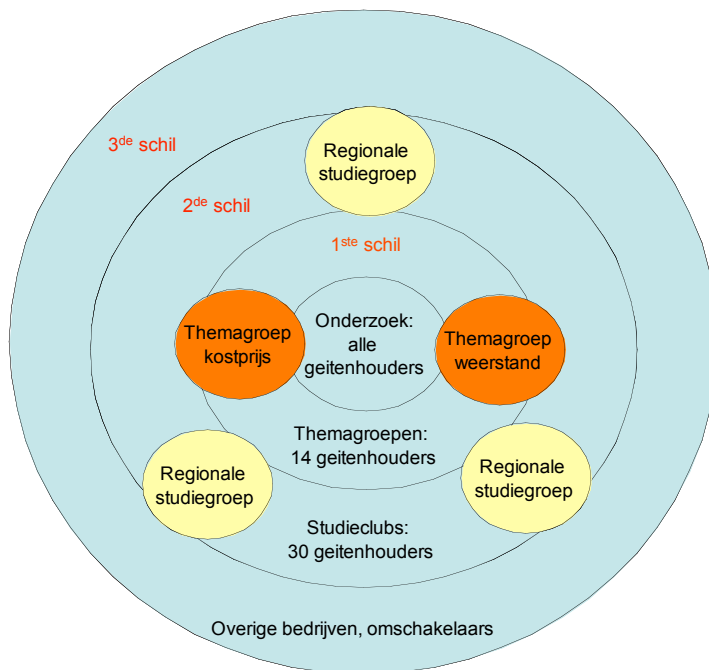 3de schil
Regionale
studiegroep
2de schil
1ste schil
Themagroep
kostprijs
Onderzoek:
alle
geitenhouders
Themagroep
weerstand
Themagroepen:
14 geitenhouders
Regionale
studiegroep
Regionale
studiegroep
Studieclubs:
30 geitenhouders
Overige bedrijven, omschakelaars